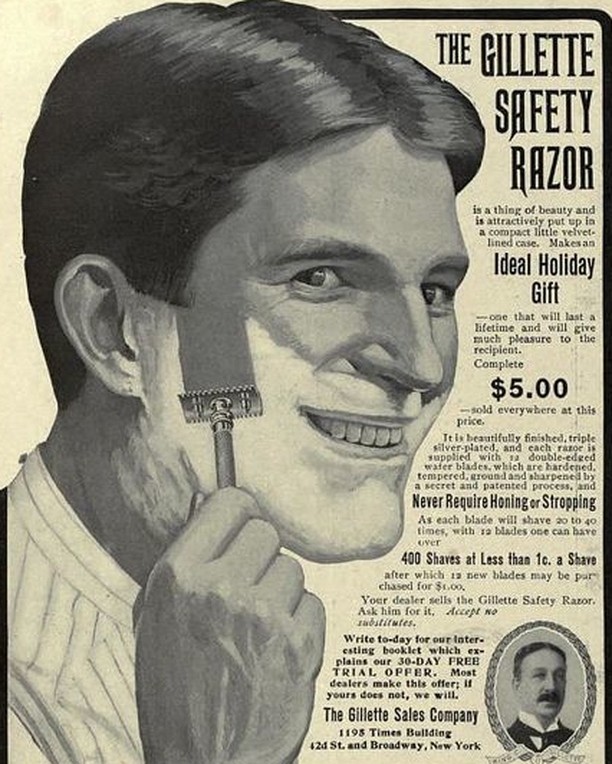 THE GILLETTE
SAFETY
RAZOR
is a thing of beauty and
is attractively put up in
a compact little velvet-
lined case. Makes an
Ideal Holiday
Gift
—one that will last a
lifetime and will give
much pleasure to the
recipient.
Complete
$5.00
—sold everywhere at this
price.
It is beautifully finished, triple
silver-plated, and each razor is
supplied with 12 double-edged
wafer blades, which are hardened,
tempered, ground and sharpened by
a secret and patented process, and
Never Require Honing or Stropping
As each blade will shave 20 to 40
times, with 12 blades one can have
over
400 Shaves at Less than 1c. a Shave
after which 12 new blades may be pur-
chased for $1.00.
Your dealer sells the Gillette Safety Razor.
Ask him for it. Accept no
substitutes.
Write to-day for our inter-
esting booklet which ex-
plains our 30-DAY FREE
TRIAL OFFER. Most
dealers make this offer; if
yours does not, we will.
The Gillette Sales Company
1195 Times Building
42d St. and Broadway, New York